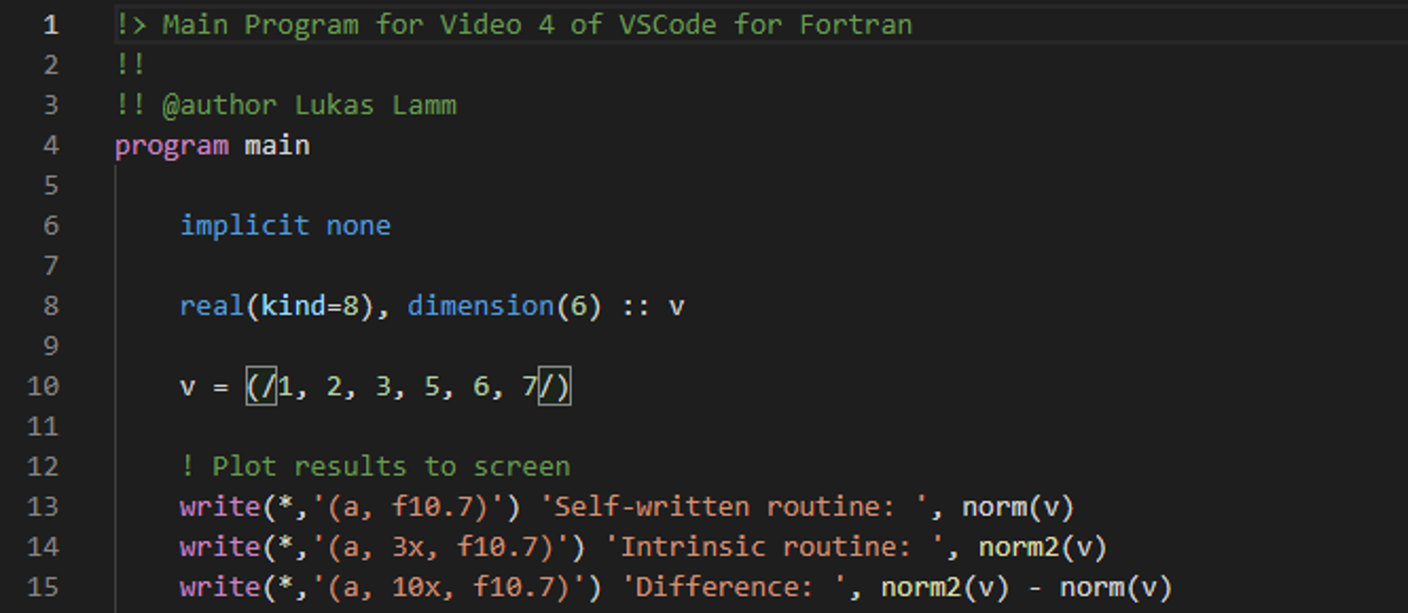 1 !> Main Program for Video 4 of VSCode for Fortran
2 !!
3 !! @author Lukas Lamm
4 program main
5
6 implicit none
7
8 real(kind=8), dimension(6) :: v
9
10 v = (/1, 2, 3, 5, 6, 7/)
11
12 ! Plot results to screen
13 write(*,'(a, f10.7)') 'Self-written routine: ', norm(v)
14 write(*,'(a, 3x, f10.7)') 'Intrinsic routine: ', norm2(v)
15 write(*,'(a, 10x, f10.7)') 'Difference: ', norm2(v) - norm(v)